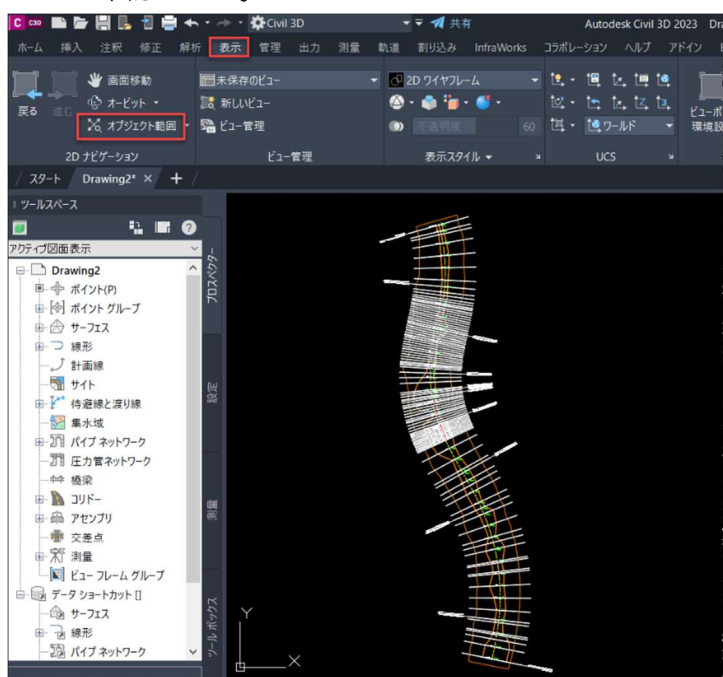 C C3D Civil 3D 共有 Autodesk Civil 3D 2023 Dra
ホーム 挿入 注釈 修正 解析 表示 管理 出力 測量 軌道 割り込み InfraWorks コラボレーション ヘルプ アドイン
画面移動 未保存のビュー 2D ワイヤフレーム
オービット 新しいビュー
戻る 進む
オブジェクト範囲 ビュー管理 不透明度 60 ワールド
ビューポ
環境設
2D ナビゲーション ビュー管理 表示スタイル UCS
スタート Drawing2* × +
ツールスペース
アクティブ図面表示
Drawing2
ポイント(P)
ポイント グループ
サーフェス
線形
計画線
サイト
待避線と渡り線
集水域
パイプ ネットワーク
圧力管ネットワーク
橋梁
コリドー
アセンブリ
交差点
測量
ビュー フレーム グループ
データ ショートカット []
サーフェス
線形
パイプ ネットワーク
プロスペクター
設定
測量
ツール ボックス
Y
X